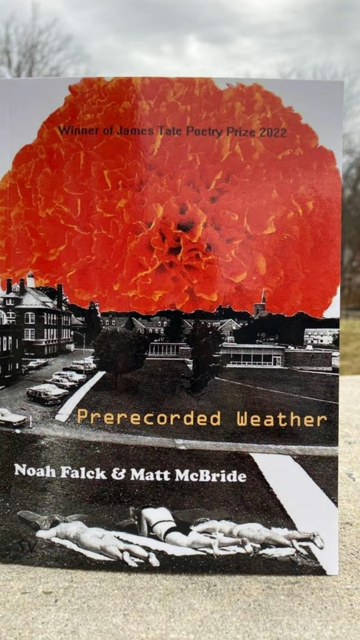 Winner of James Tate Poetry Prize 2022
Prerecorded Weather
Noah Falck & Matt McBride